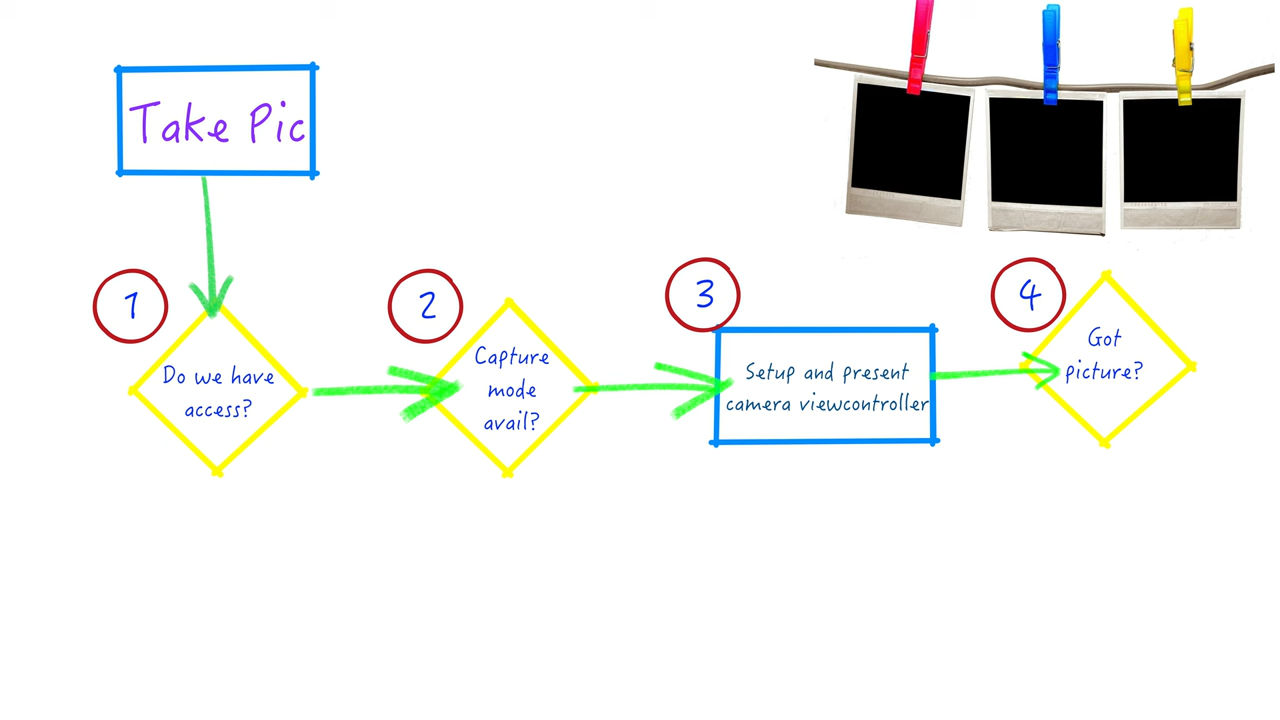 Take Pic
1
Do we have
access?
2
Capture
mode
avail?
3
Setup and present
camera viewcontroller
4
Got
picture?